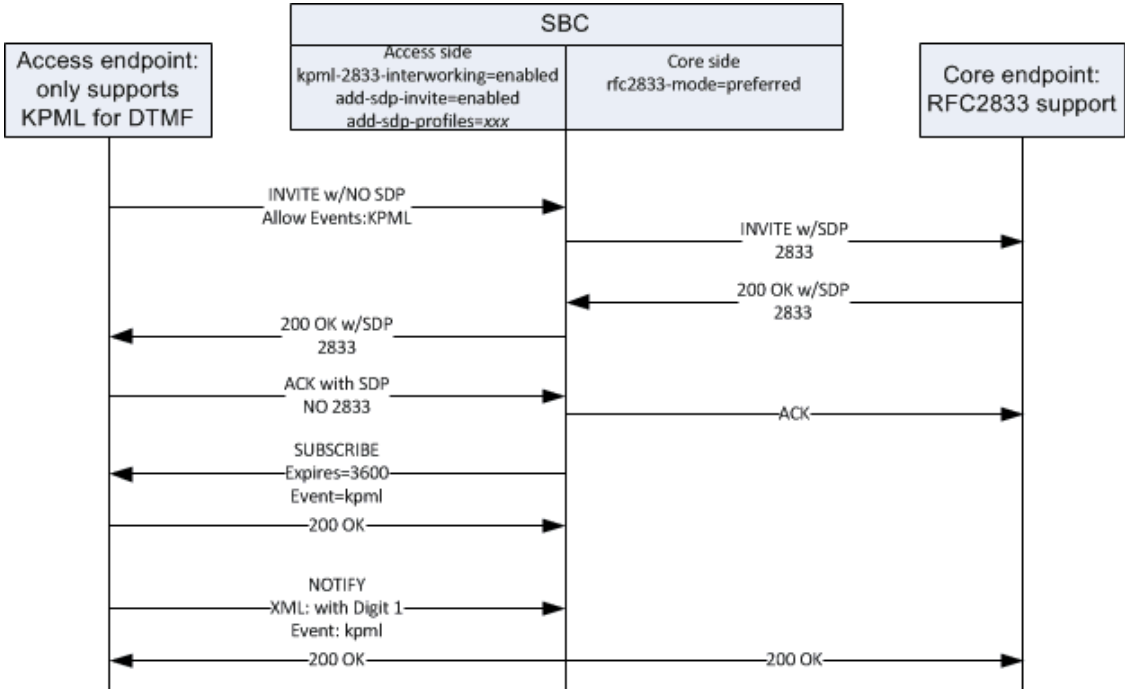 SBC
Access endpoint:
only supports
KPML for DTMF
Access side
kpml-2833-interworking=enabled
add-sdp-invite=enabled
add-sdp-profiles=xxx
Core side
rfc2833-mode=preferred
Core endpoint:
RFC2833 support
INVITE w/NO SDP
Allow Events:KPML
INVITE w/SDP
2833
200 OK w/SDP
2833
200 OK w/SDP
2833
ACK with SDP
NO 2833
ACK
SUBSCRIBE
Expires=3600
Event=kpml
200 OK
NOTIFY
XML: with Digit 1
Event: kpml
200 OK
200 OK